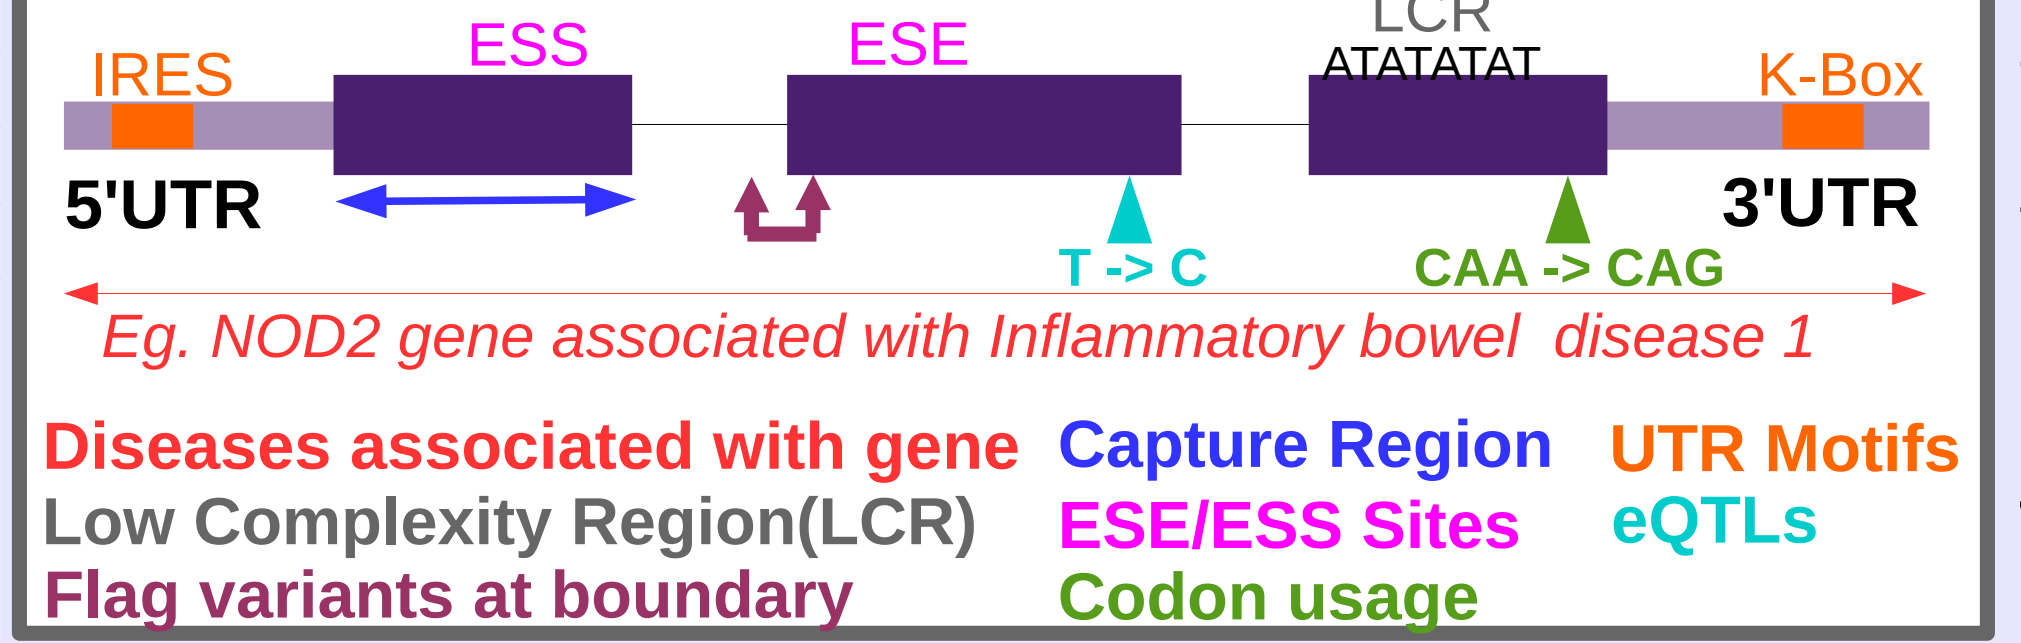 LCR
ESS ESE
ATATATAT
IRES K-Box
5'UTR 3'UTR
T -> C CAA -> CAG
Eg. NOD2 gene associated with Inflammatory bowel disease 1
Diseases associated with gene Capture Region UTR Motifs
Low Complexity Region(LCR) ESE/ESS Sites eQTLs
Flag variants at boundary Codon usage